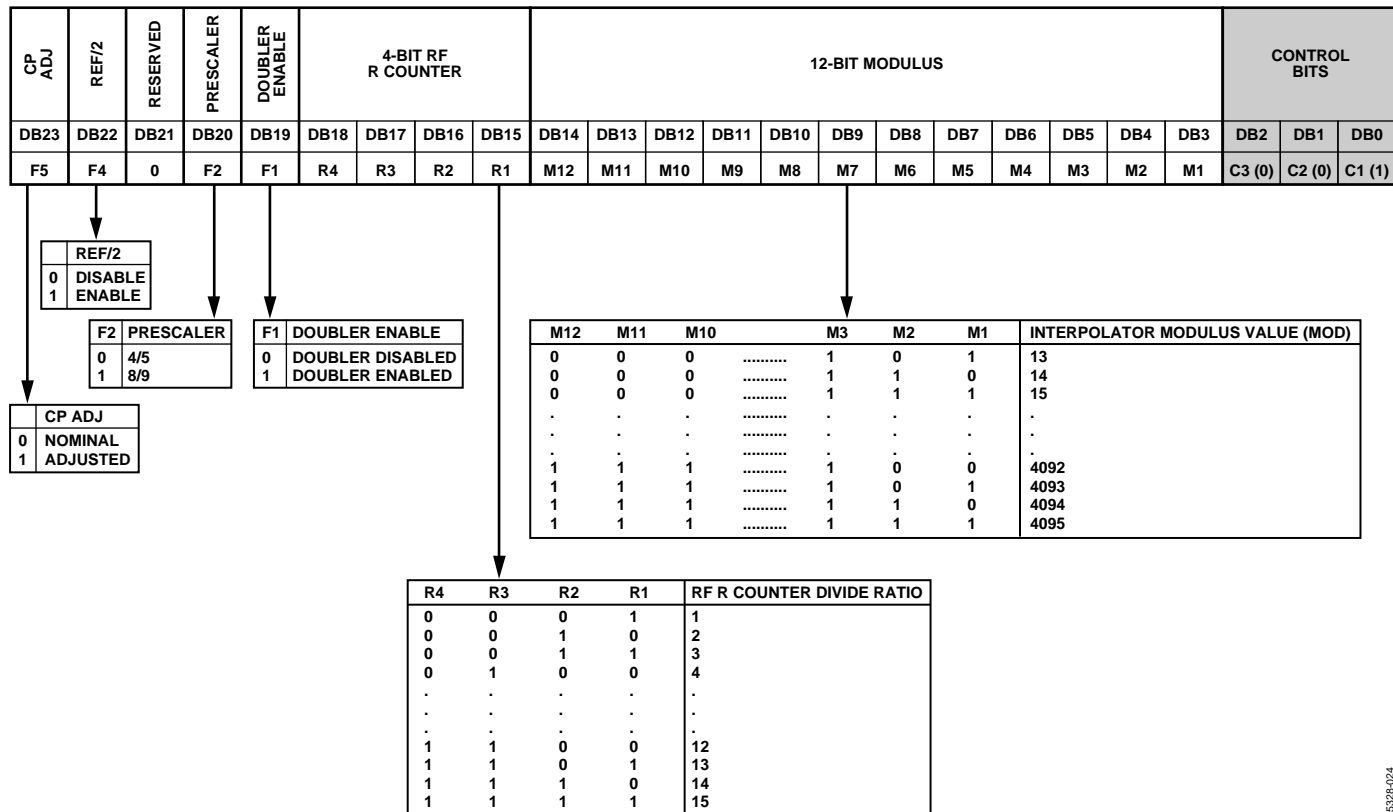 CP ADJ
REF/2
RESERVED
PRESCALER
DOUBLER ENABLE
4-BIT RF
R COUNTER
12-BIT MODULUS
CONTROL
BITS
DB23 DB22 DB21 DB20 DB19 DB18 DB17 DB16 DB15 DB14 DB13 DB12 DB11 DB10 DB9 DB8 DB7 DB6 DB5 DB4 DB3 DB2 DB1 DB0
F5 F4 0 F2 F1 R4 R3 R2 R1 M12 M11 M10 M9 M8 M7 M6 M5 M4 M3 M2 M1 C3 (0) C2 (0) C1 (1)
REF/2
0 DISABLE
1 ENABLE
F2 PRESCALER
0 4/5
1 8/9
F1 DOUBLER ENABLE
0 DOUBLER DISABLED
1 DOUBLER ENABLED
CP ADJ
0 NOMINAL
1 ADJUSTED
M12 M11 M10 M3 M2 M1 INTERPOLATOR MODULUS VALUE (MOD)
0 0 0 .......... 1 0 1 13
0 0 0 .......... 1 1 0 14
0 0 0 .......... 1 1 1 15
. . . .......... . . . .
. . . .......... . . . .
. . . .......... . . . .
1 1 1 .......... 1 0 0 4092
1 1 1 .......... 1 0 1 4093
1 1 1 .......... 1 1 0 4094
1 1 1 .......... 1 1 1 4095
R4 R3 R2 R1 RF R COUNTER DIVIDE RATIO
0 0 0 1 1
0 0 1 0 2
0 0 1 1 3
0 1 0 0 4
. . . . .
. . . . .
. . . . .
1 1 0 0 12
1 1 0 1 13
1 1 1 0 14
1 1 1 1 15
5328-024